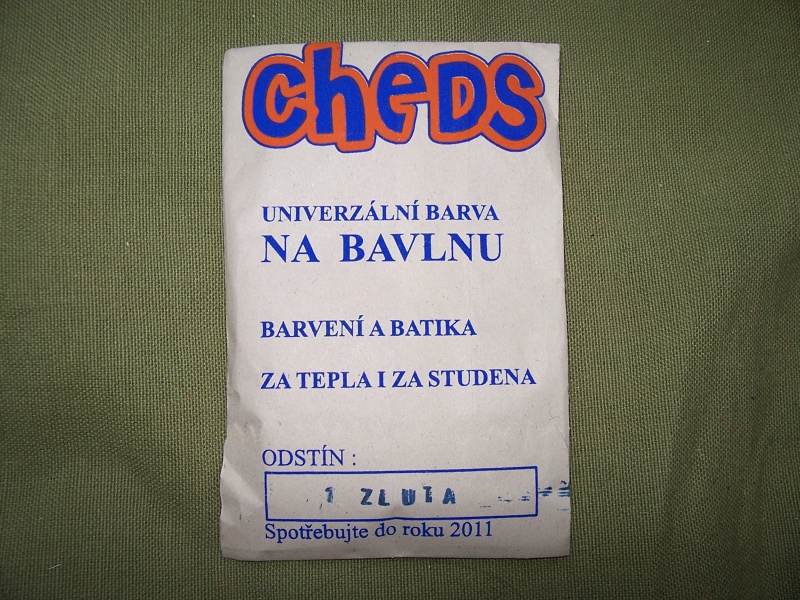 CheDS
UNIVERZÁLNÍ BARVA
NA BAVLNU
BARVENÍ A BATIKA
ZA TEPLA I ZA STUDENA
ODSTÍN :
1 ZLUTA
Spotřebujte do roku 2011